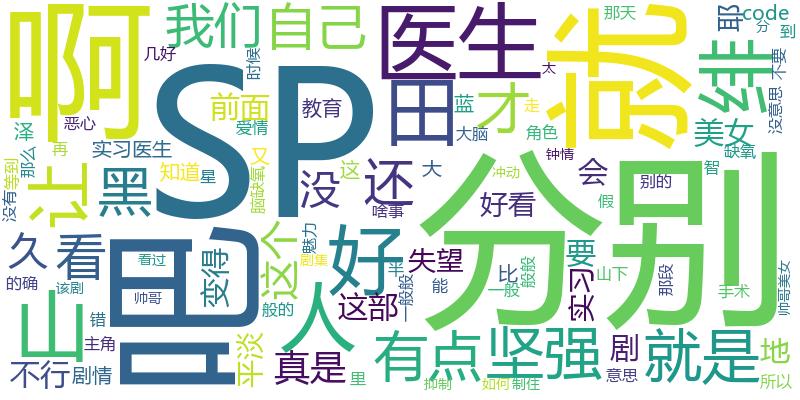 啊
我们
自己
医生
就
那天
耶
code
分
到
几好
时候
太
SP
田
维
不要
前面
教育
蓝
才
走
没意思
恶心
爱情
大脑
角色
美女
泽
那么
再
实习医生
缺氧
知道
又
这
钟情
智
让
黑
星
没
还
大
冲动
会
别的
没有
等到
脑缺氧
啥事
好看
假
分别
久
看
吧
变得
这个
魅力
好
失望
要
的确
看过
剧集
半
比
一般
般般
山下
那段
该剧
帅哥
能
实习
手术
帅哥美女
山
错
般的
人
这部
一般般
主角
平淡
有点
坚强
剧
就是
地
不行
剧情
真是
里
抑制
如何
制住
意思
所以